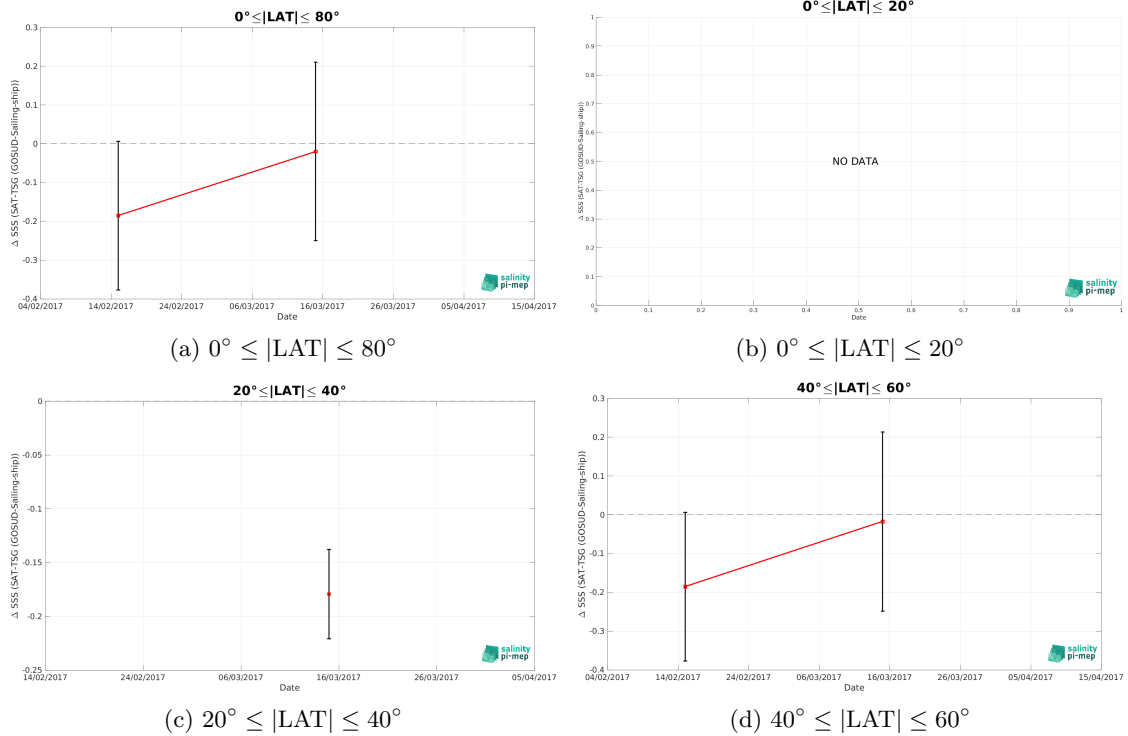 0°≤|LAT|≤ 80°
Δ SSS (SAT-TSG (GOSUD-Sailing-ship))
0.3
0.2
0.1
0
-0.1
-0.2
-0.3
-0.4
04/02/2017 14/02/2017 24/02/2017 06/03/2017 16/03/2017 26/03/2017 05/04/2017 15/04/2017
Date
salinity
pi-mep
(a) 0° ≤ |LAT| ≤ 80°
0°≤|LAT|≤ 20°
Δ SSS (SAT-TSG (GOSUD-Sailing-ship))
1
0.9
0.8
0.7
0.6
0.5
0.4
0.3
0.2
0.1
0
NO DATA
0 0.1 0.2 0.3 0.4 0.5 0.6 0.7 0.8 0.9 1
Date
salinity
pi-mep
(b) 0° ≤ |LAT| ≤ 20°
20°≤|LAT|≤ 40°
Δ SSS (SAT-TSG (GOSUD-Sailing-ship))
0
-0.05
-0.1
-0.15
-0.2
-0.25
14/02/2017 24/02/2017 06/03/2017 16/03/2017 26/03/2017 05/04/2017
Date
salinity
pi-mep
(c) 20° ≤ |LAT| ≤ 40°
40°≤|LAT|≤ 60°
Δ SSS (SAT-TSG (GOSUD-Sailing-ship))
0.3
0.2
0.1
0
-0.1
-0.2
-0.3
-0.4
04/02/2017 14/02/2017 24/02/2017 06/03/2017 16/03/2017 26/03/2017 05/04/2017 15/04/2017
Date
salinity
pi-mep
(d) 40° ≤ |LAT| ≤ 60°